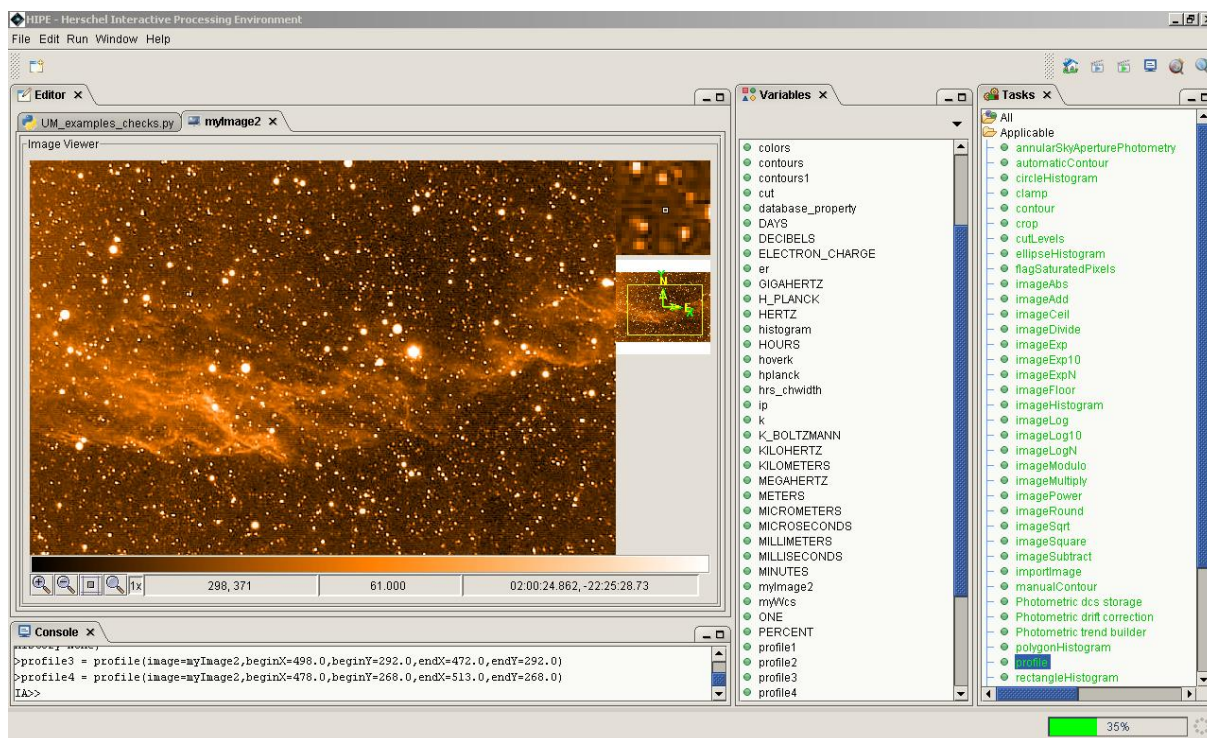 HIPE - Herschel Interactive Processing Environment
File Edit Run Window Help
Editor
UM_examples_checks.py
myImage2
Image Viewer
N
E
1x
298, 371
61.000
02:00:24.862, -22:25:28.73
Console
>profile3 = profile(image=myImage2,beginX=498.0,beginY=292.0,endX=472.0,endY=292.0)
>profile4 = profile(image=myImage2,beginX=478.0,beginY=268.0,endX=513.0,endY=268.0)
IA>>
Variables
colors
contours
contours1
cut
database_property
DAYS
DECIBELS
ELECTRON_CHARGE
er
GIGAHERTZ
H_PLANCK
HERTZ
histogram
HOURS
hoverk
hplanck
hrs_chwidth
ip
k
K_BOLTZMANN
KILOHERTZ
KILOMETERS
MEGAHERTZ
METERS
MICROMETERS
MICROSECONDS
MILLIMETERS
MILLISECONDS
MINUTES
myImage2
myWcs
ONE
PERCENT
profile1
profile2
profile3
profile4
Tasks
All
Applicable
annularSkyAperturePhotometry
automaticContour
circleHistogram
clamp
contour
crop
cutLevels
ellipseHistogram
flagSaturatedPixels
imageAbs
imageAdd
imageCeil
imageDivide
imageExp
imageExp10
imageExpN
imageFloor
imageHistogram
imageLog
imageLog10
imageLogN
imageModulo
imageMultiply
imagePower
imageRound
imageSqrt
imageSquare
imageSubtract
importImage
manualContour
Photometric dcs storage
Photometric drift correction
Photometric trend builder
polygonHistogram
profile
rectangleHistogram
35%